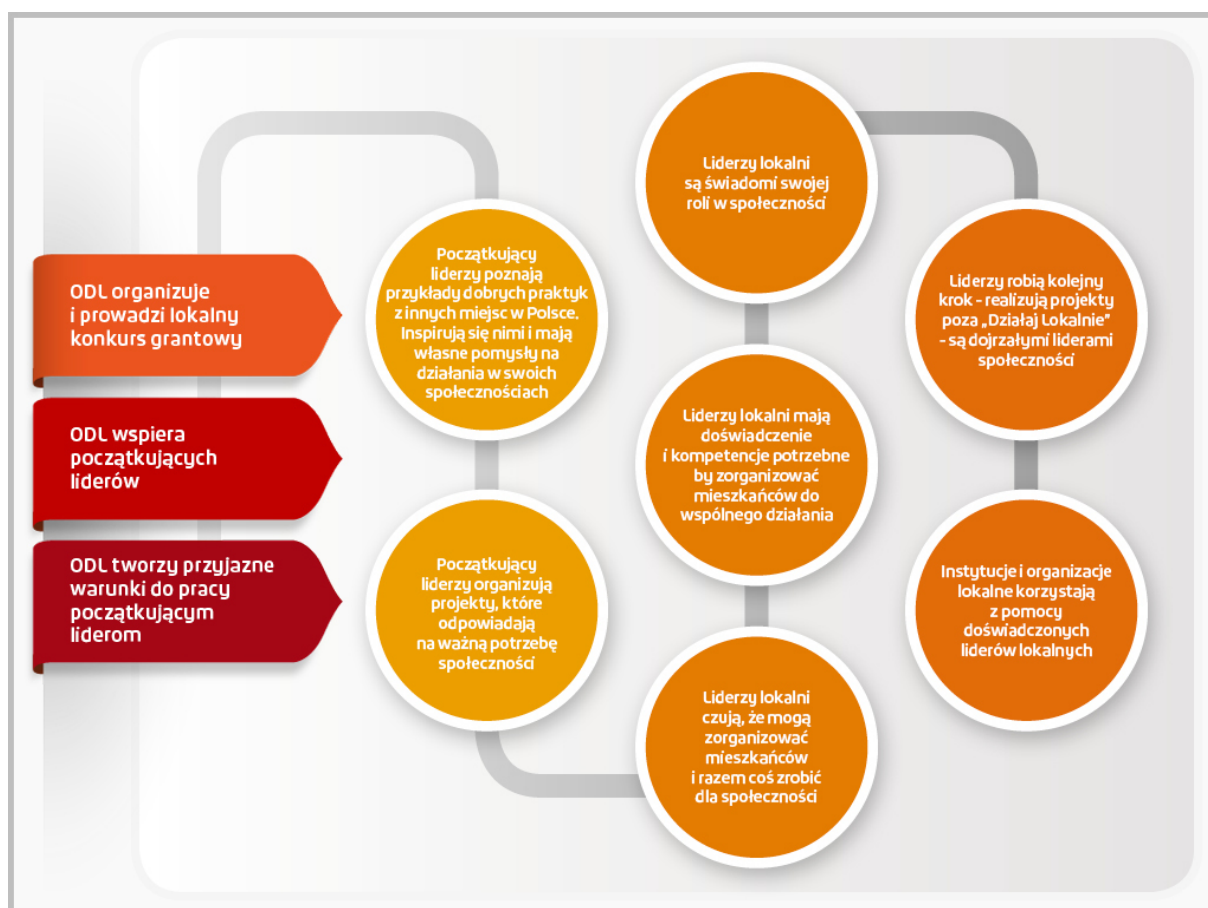 ODL organizuje
i prowadzi lokalny
konkurs grantowy
ODL wspiera
początkujących
liderów
ODL tworzy przyjazne
warunki do pracy
początkującym
liderom
Początkujący
liderzy poznają
przykłady dobrych praktyk
z innych miejsc w Polsce.
Inspirują się nimi i mają
własne pomysły na
działania w swoich
społecznościach
Początkujący
liderzy organizują
projekty, które
odpowiadają
na ważną potrzebę
społeczności
Liderzy lokalni
czują, że mogą
zorganizować
mieszkańców
i razem coś zrobić
dla społeczności
Liderzy lokalni mają
doświadczenie
i kompetencje potrzebne
by zorganizować
mieszkańców do
wspólnego działania
Liderzy lokalni
są świadomi swojej
roli w społeczności
Liderzy robią kolejny
krok - realizują projekty
poza „Działaj Lokalnie”
- są dojrzałymi liderami
społeczności
Instytucje i organizacje
lokalne korzystają
z pomocy
doświadczonych
liderów lokalnych